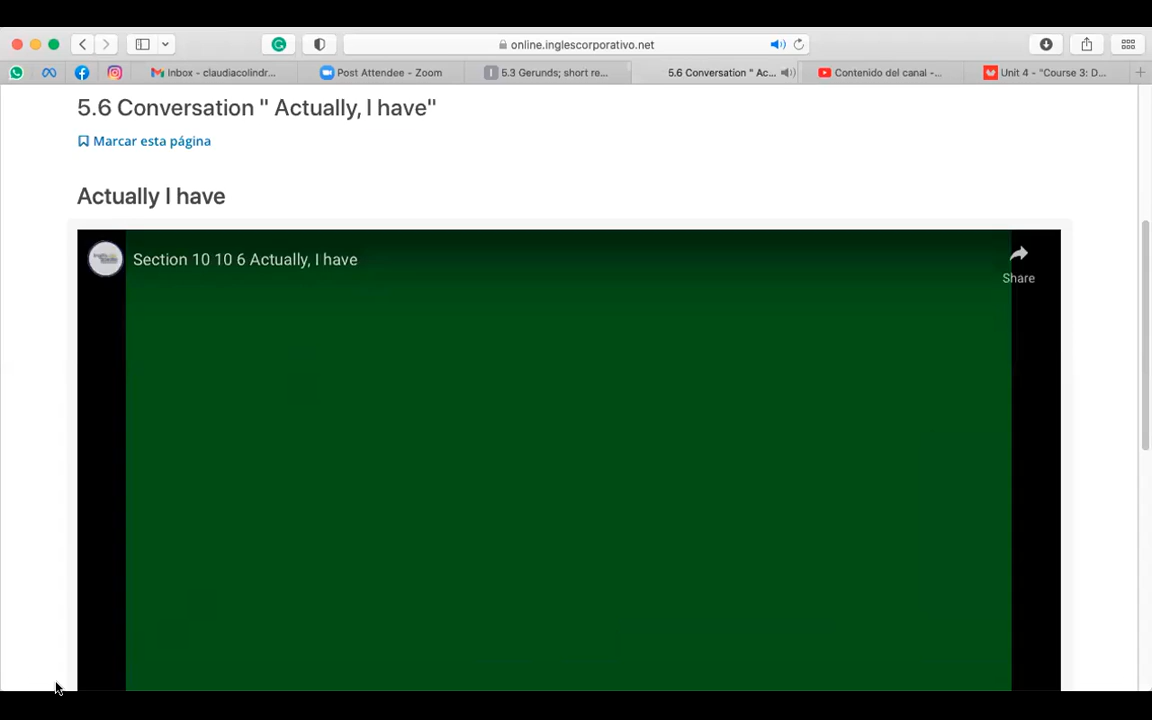 online.inglescorporativo.net
Inbox - claudiacolindr...
Post Attendee - Zoom
5.3 Gerunds; short re...
5.6 Conversation " Ac...
Contenido del canal -...
Unit 4 - "Course 3: D...
5.6 Conversation " Actually, I have"
Marcar esta página
Actually I have
Section 10 10 6 Actually, I have
Share